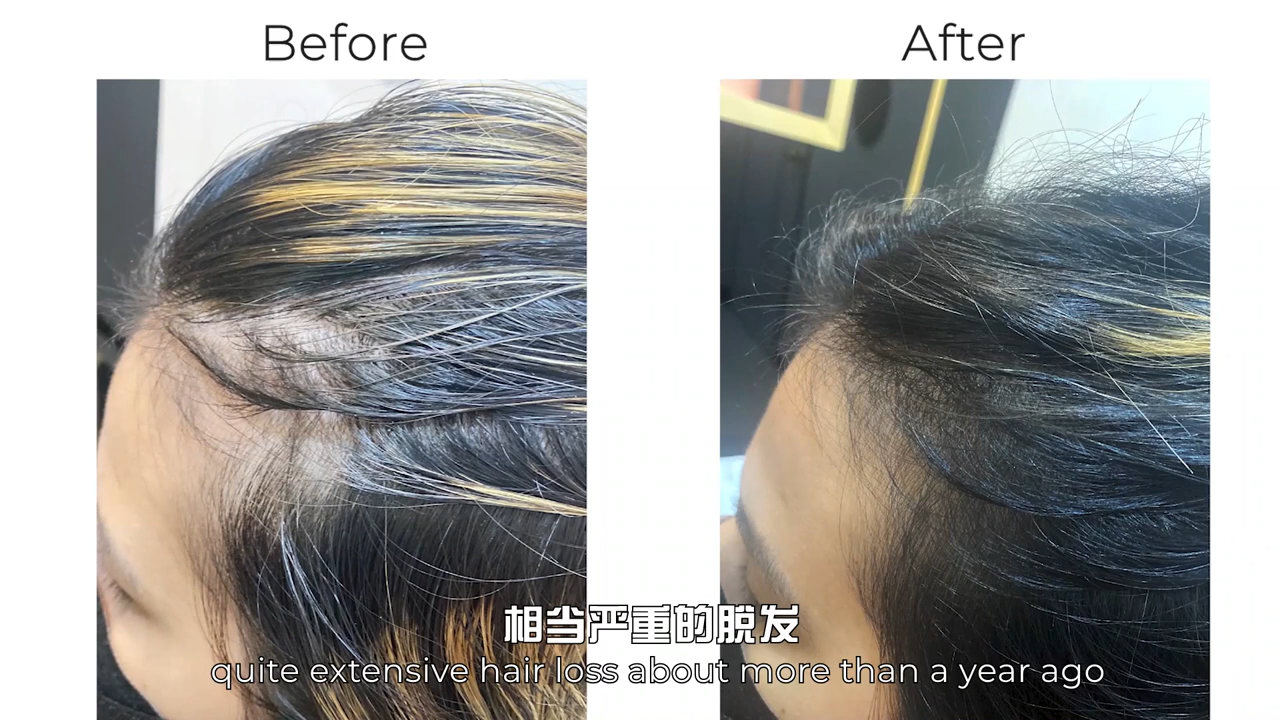 Before
After
相当严重的脱发
quite extensive hair loss about more than a year ago